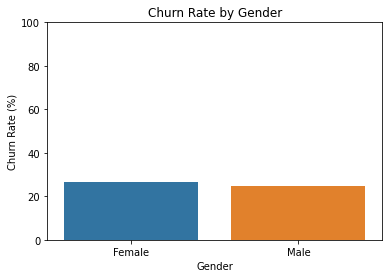 Churn Rate by Gender
100
80
60
40
20
0
Churn Rate (%)
Female
Male
Gender